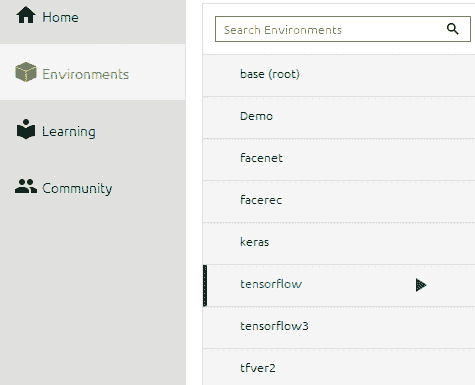 Home
Environments
Learning
Community
Search Environments
base (root)
Demo
facenet
facerec
keras
tensorflow
tensorflow3
tfver2